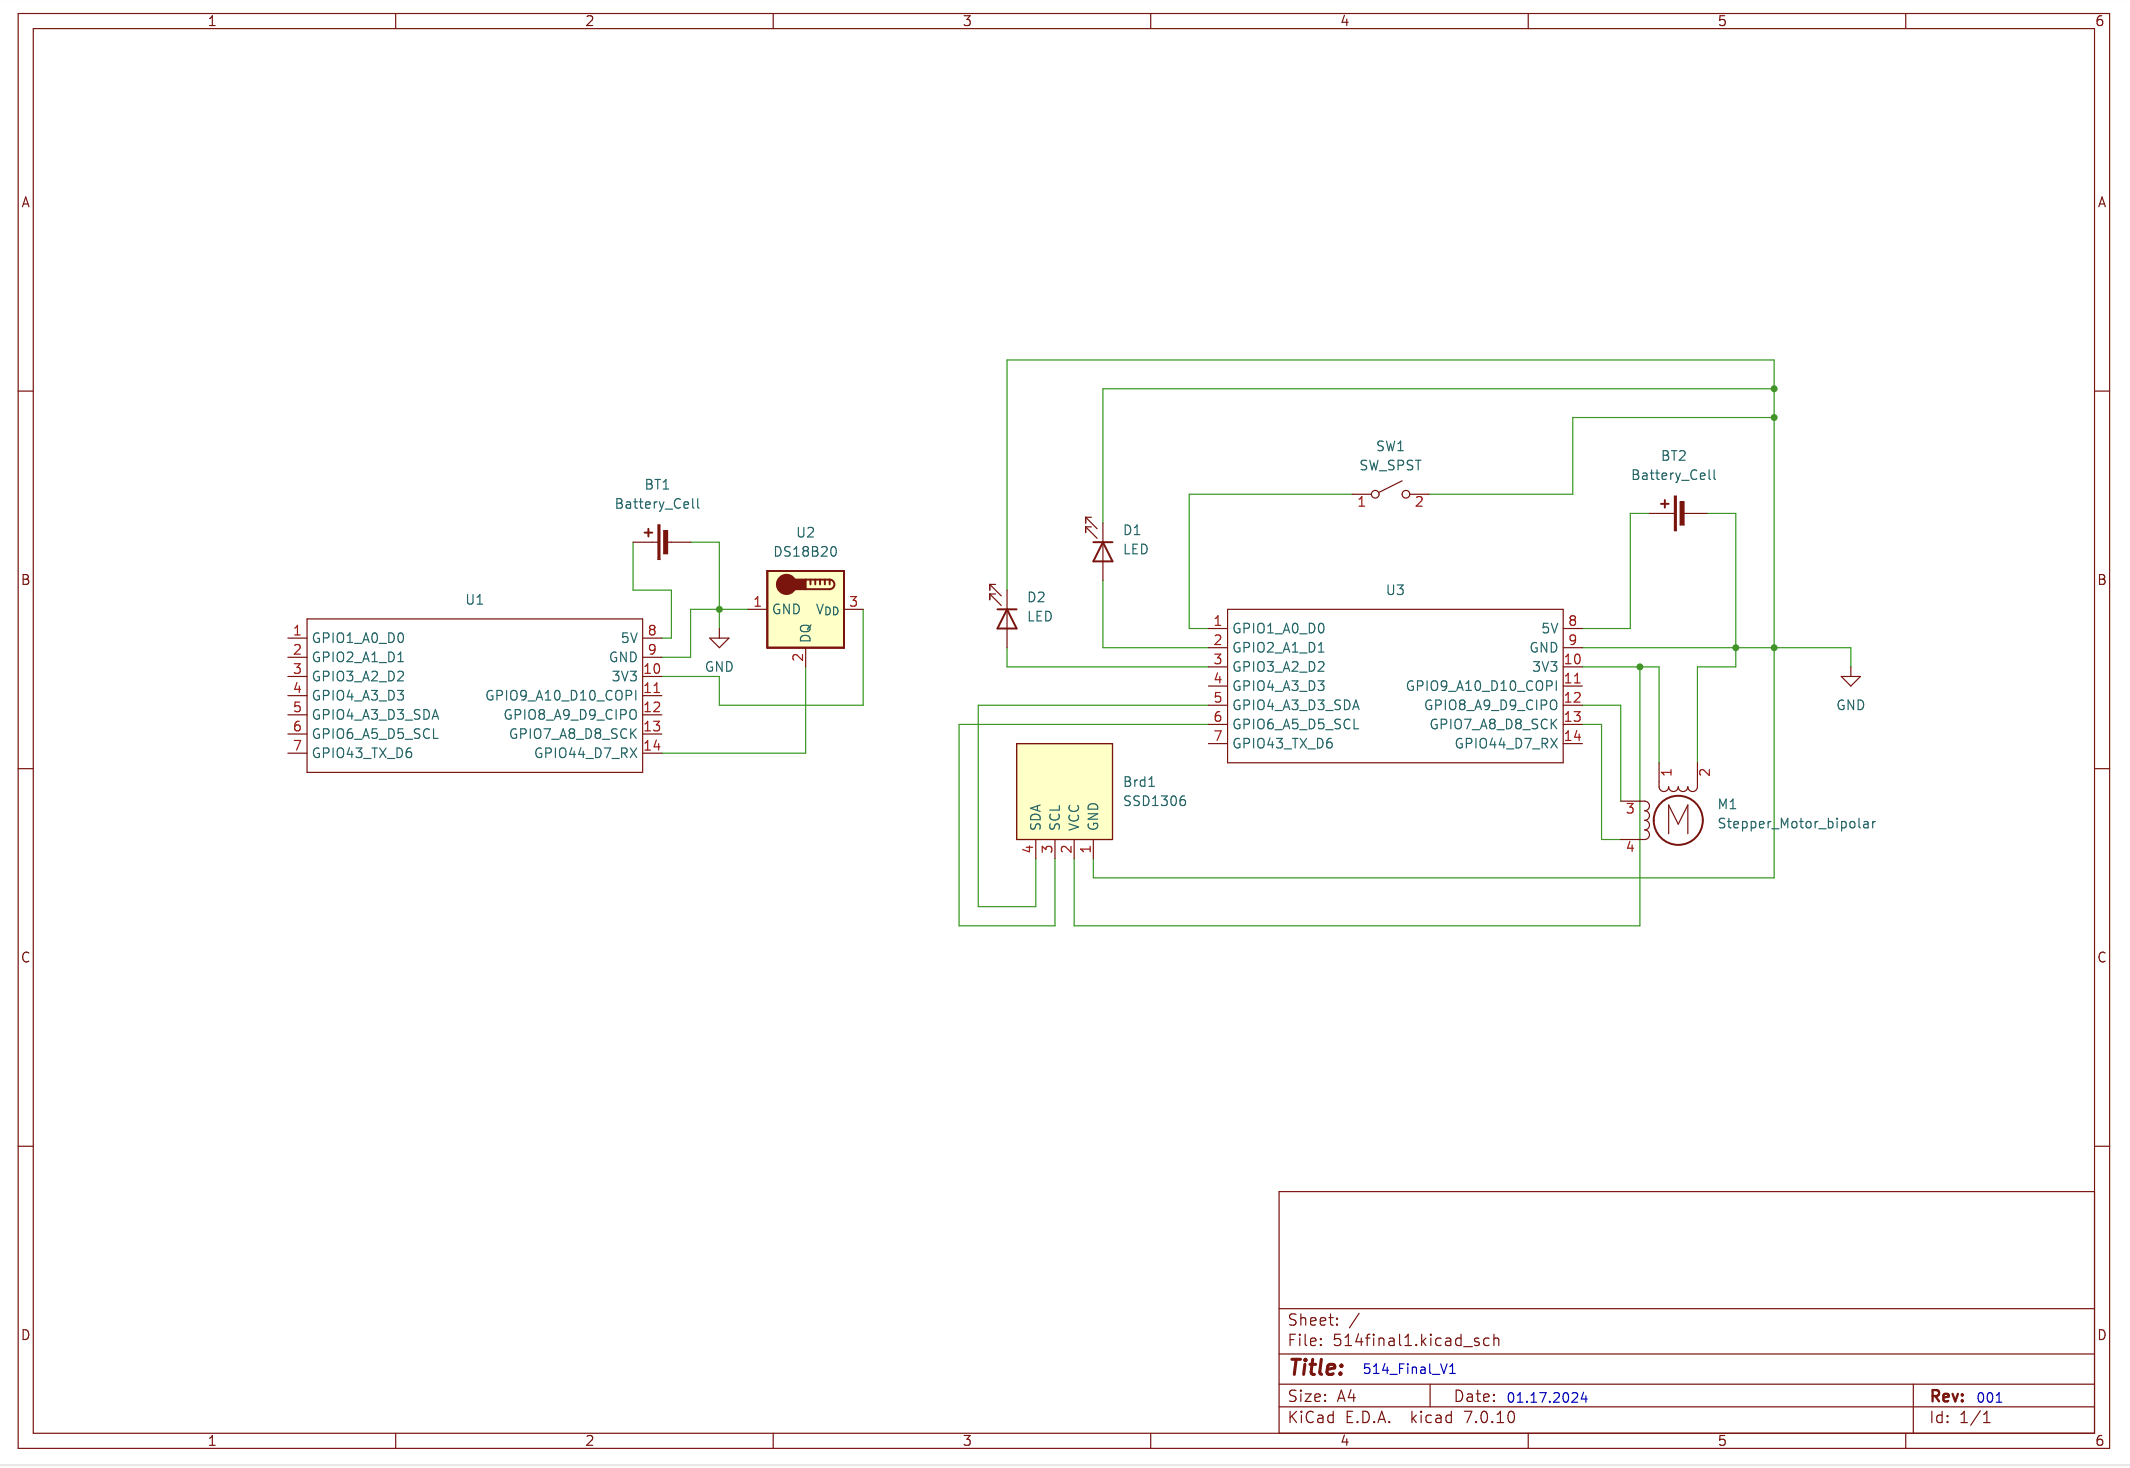 1 2 3 4 5 6
A A
SW1
SW_SPST
1 2
BT2
Battery_Cell
+
BT1
Battery_Cell
+
U2
DS18B20
1 GND VDD 3
DQ
2
GND
D1
LED
D2
LED
B B
U1
1 GPIO1_A0_D0 5V 8
2 GPIO2_A1_D1 GND 9
3 GPIO3_A2_D2 3V3 10
4 GPIO4_A3_D3 GPIO9_A10_D10_COPI 11
5 GPIO4_A3_D3_SDA GPIO8_A9_D9_CIPO 12
6 GPIO6_A5_D5_SCL GPIO7_A8_D8_SCK 13
7 GPIO43_TX_D6 GPIO44_D7_RX 14
U3
1 GPIO1_A0_D0 5V 8
2 GPIO2_A1_D1 GND 9
3 GPIO3_A2_D2 3V3 10
4 GPIO4_A3_D3 GPIO9_A10_D10_COPI 11
5 GPIO4_A3_D3_SDA GPIO8_A9_D9_CIPO 12
6 GPIO6_A5_D5_SCL GPIO7_A8_D8_SCK 13
7 GPIO43_TX_D6 GPIO44_D7_RX 14
GND
Brd1
SSD1306
SDA SCL VCC GND
4 3 2 1
1 2
3
4
M
M1
Stepper_Motor_bipolar
C C
Sheet: /
File: 514final1.kicad_sch
Title: 514_Final_V1
Size: A4 Date: 01.17.2024 Rev: 001
KiCad E.D.A. kicad 7.0.10 Id: 1/1
D D
1 2 3 4 5 6